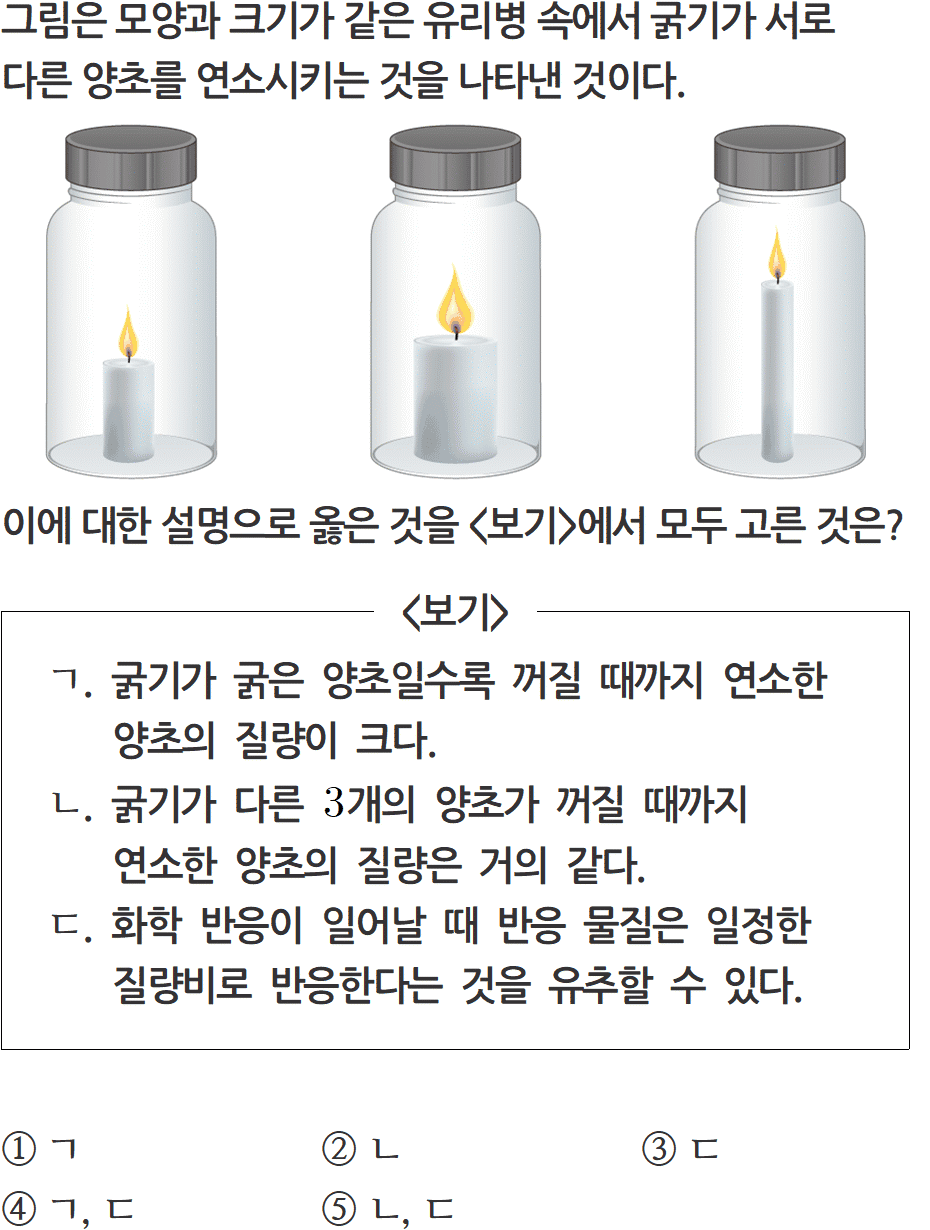 그림은 모양과 크기가 같은 유리병 속에서 굵기가 서로
다른 양초를 연소시키는 것을 나타낸 것이다.
이에 대한 설명으로 옳은 것을 <보기>에서 모두 고른 것은?
<보기>
ㄱ. 굵기가 굵은 양초일수록 꺼질 때까지 연소한
양초의 질량이 크다.
ㄴ. 굵기가 다른 3개의 양초가 꺼질 때까지
연소한 양초의 질량은 거의 같다.
ㄷ. 화학 반응이 일어날 때 반응 물질은 일정한
질량비로 반응한다는 것을 유추할 수 있다.
① ㄱ ② ㄴ ③ ㄷ
④ ㄱ, ㄷ ⑤ ㄴ, ㄷ